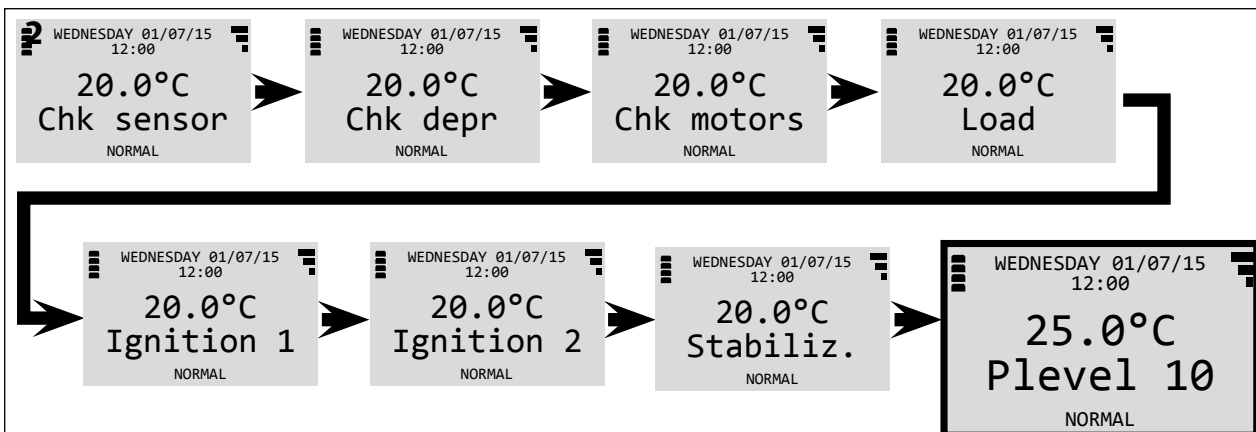 2
WEDNESDAY 01/07/15
12:00
20.0°C
Chk sensor
NORMAL
WEDNESDAY 01/07/15
12:00
20.0°C
Chk depr
NORMAL
WEDNESDAY 01/07/15
12:00
20.0°C
Chk motors
NORMAL
WEDNESDAY 01/07/15
12:00
20.0°C
Load
NORMAL
WEDNESDAY 01/07/15
12:00
20.0°C
Ignition 1
NORMAL
WEDNESDAY 01/07/15
12:00
20.0°C
Ignition 2
NORMAL
WEDNESDAY 01/07/15
12:00
20.0°C
Stabiliz.
NORMAL
WEDNESDAY 01/07/15
12:00
25.0°C
Plevel 10
NORMAL